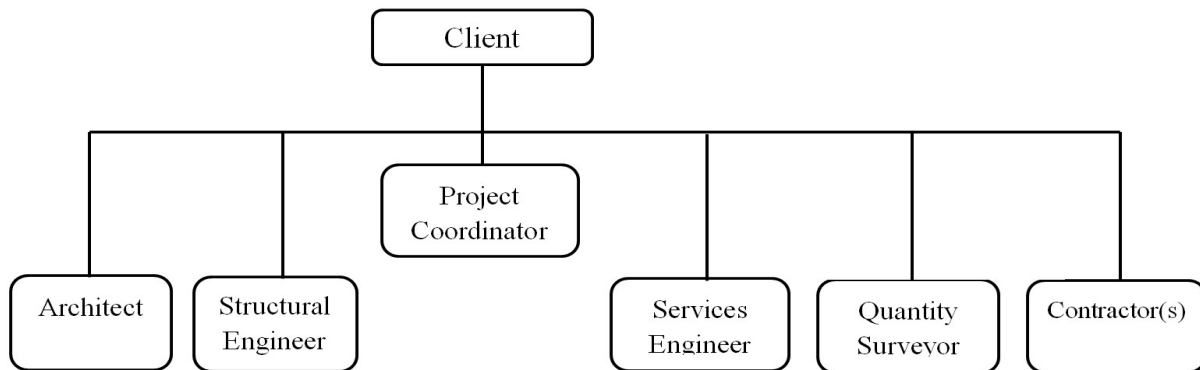 Client
Project
Coordinator
Architect
Structural
Engineer
Services
Engineer
Quantity
Surveyor
Contractor(s)